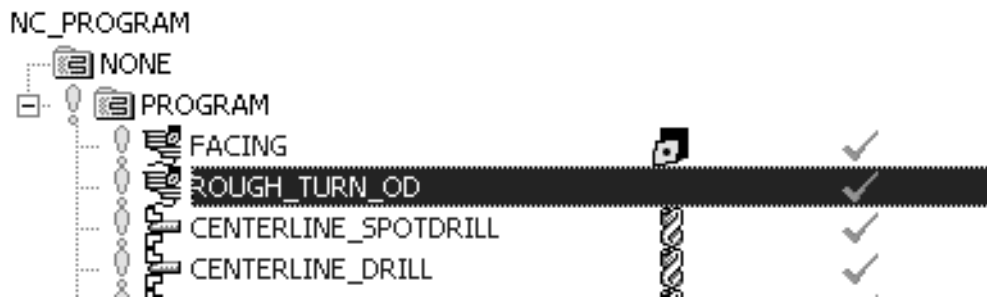 NC_PROGRAM
NONE
PROGRAM
FACING
ROUGH_TURN_OD
CENTERLINE_SPOTDRILL
CENTERLINE_DRILL